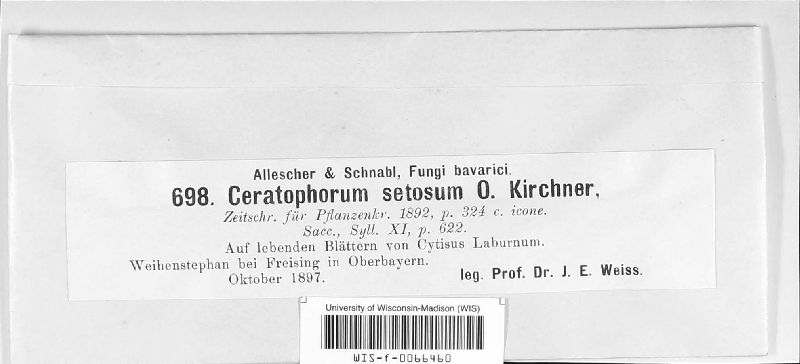 Allescher & Schnabl, Fungi bavarici.
698. Ceratophorum setosum O. Kirchner,
Zeitschr. für Pflanzenkr. 1892, p. 324 c. icone.
Sacc., Syll. XI, p. 622.
Auf lebenden Blättern von Cytisus Laburnum.
Weihenstephan bei Freising in Oberbayern.
Oktober 1897.
leg. Prof. Dr. J. E. Weiss.
University of Wisconsin-Madison (WIS)
WIS-f-0066460